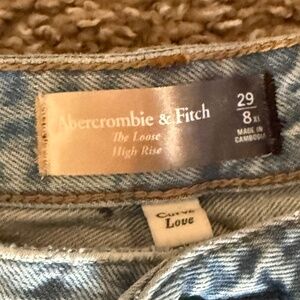 Abercrombie & Fitch
The Loose
High Rise
29
8 XL
MADE IN
CAMBODIA
Curve
Love